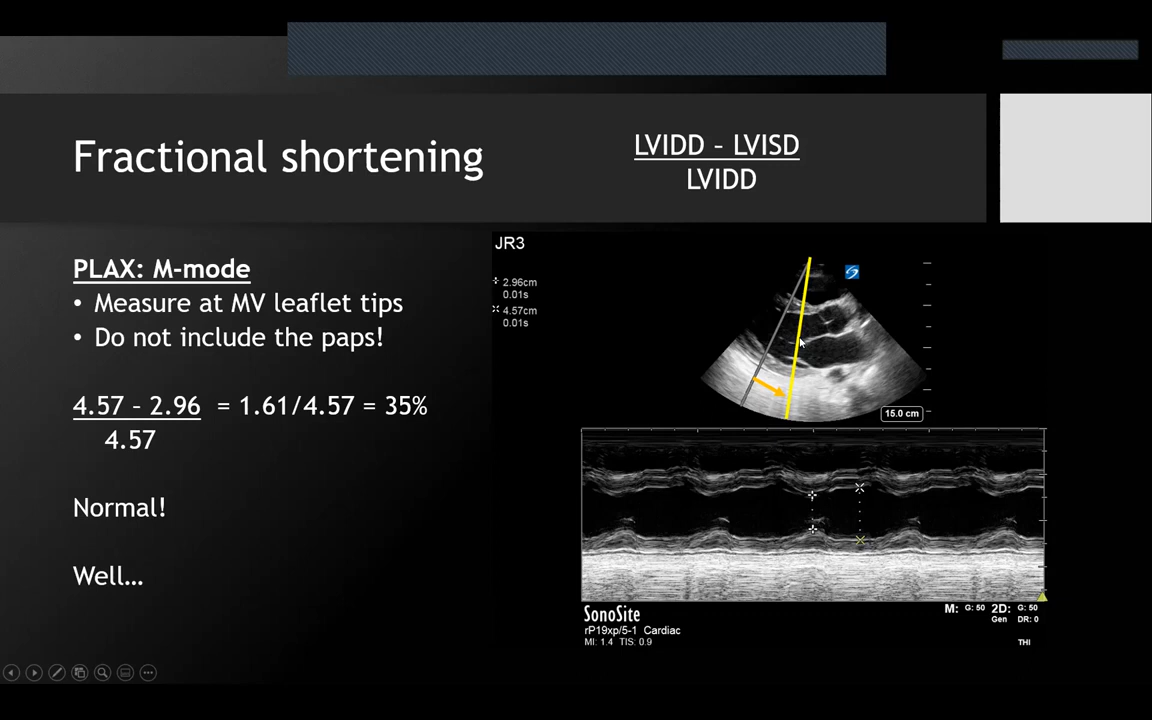 Fractional shortening
LVIDD – LVISD
LVIDD
PLAX: M-mode
• Measure at MV leaflet tips
• Do not include the paps!
4.57 – 2.96 = 1.61/4.57 = 35%
4.57
Normal!
Well…
JR3
2.96cm
0.01s
4.57cm
0.01s
15.0 cm
SonoSite
rP19xp/5-1 Cardiac
MI: 1.4 TIS: 0.9
M: G: 50 2D: G: 50
Gen DR: 0
THI